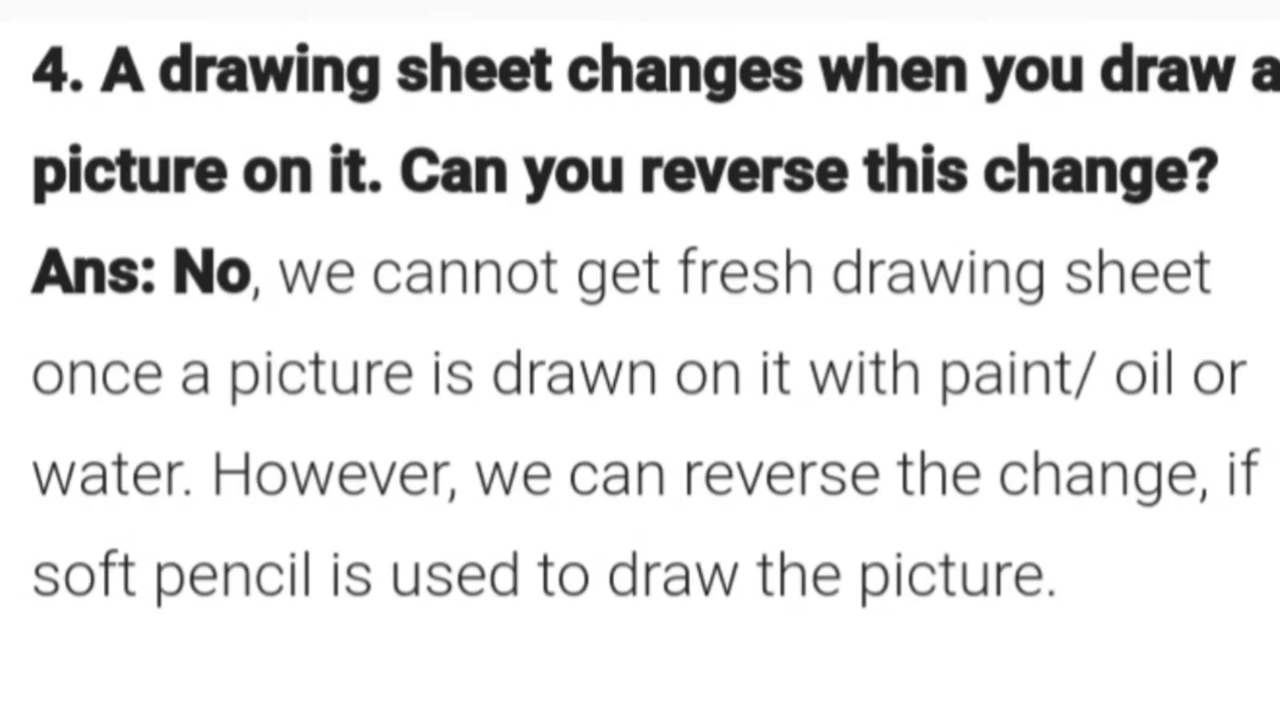 4. A drawing sheet changes when you draw a
picture on it. Can you reverse this change?
Ans: No, we cannot get fresh drawing sheet
once a picture is drawn on it with paint/ oil or
water. However, we can reverse the change, if
soft pencil is used to draw the picture.